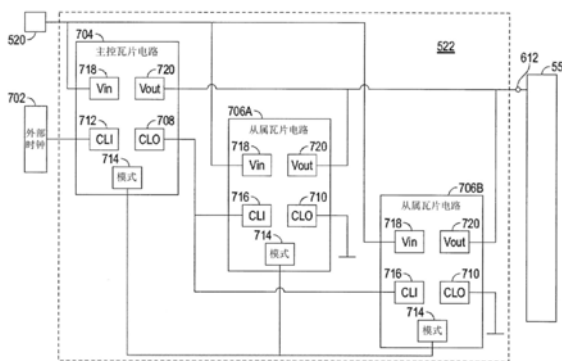 520
704
主控瓦片电路
522
718
720
Vin
Vout
612
702
外部
时钟
712
708
CLI
CLO
714
模式
706A
从属瓦片电路
718
720
Vin
Vout
716
710
CLI
CLO
714
模式
706B
从属瓦片电路
718
720
Vin
Vout
716
710
CLI
CLO
714
模式